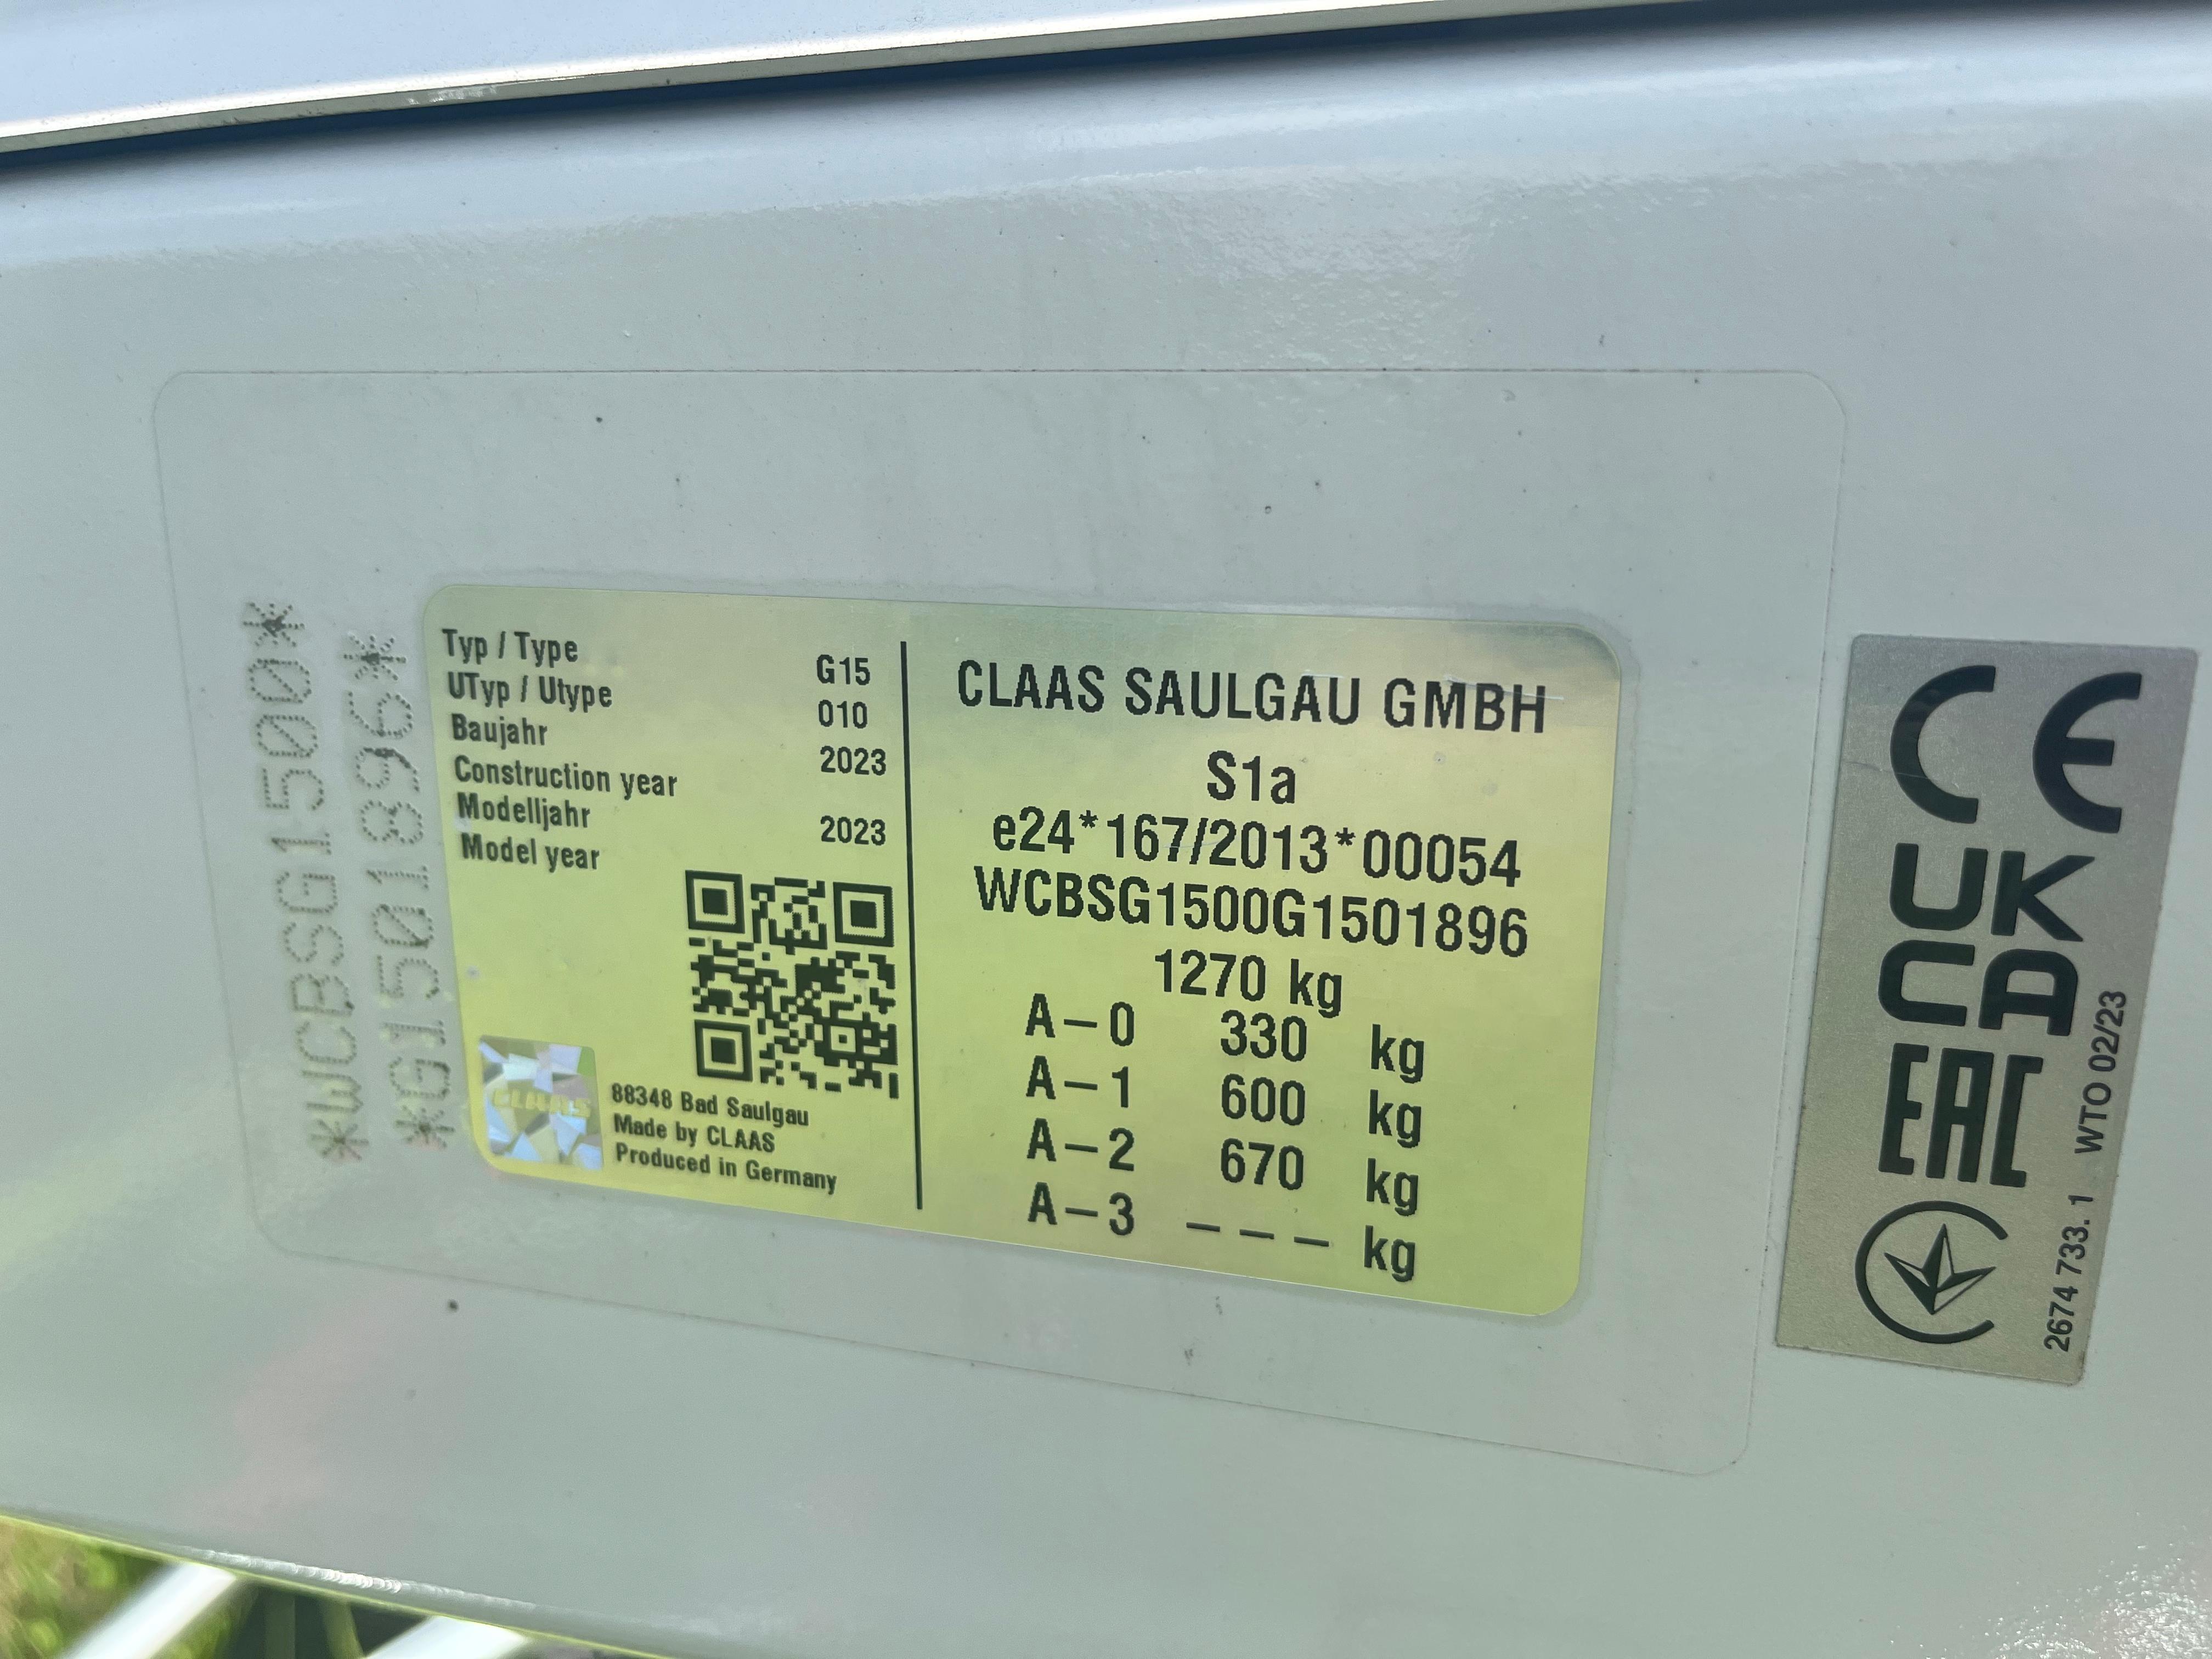 *WCBSG1500*
*G1501896*
Typ / Type G15
UTyp / Utype 010
Baujahr
Construction year 2023
Modelljahr
Model year 2023
CLAAS
88348 Bad Saulgau
Made by CLAAS
Produced in Germany
CLAAS SAULGAU GMBH
S1a
e24*167/2013*00054
WCBSG1500G1501896
1270 kg
A–0 330 kg
A–1 600 kg
A–2 670 kg
A–3 – – – kg
CE
UK
CA
EAC
2674 733. 1 WTO 02/23